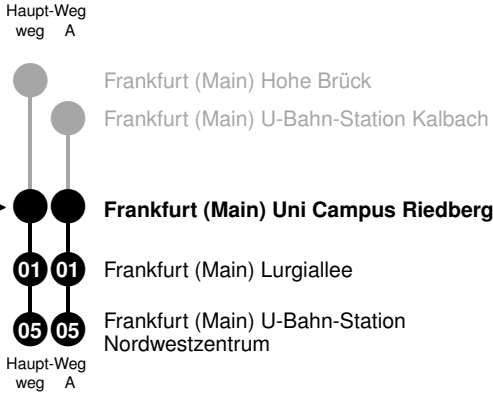 Haupt-Weg
weg A
Frankfurt (Main) Hohe Brück
Frankfurt (Main) U-Bahn-Station Kalbach
Frankfurt (Main) Uni Campus Riedberg
01 01 Frankfurt (Main) Lurgiallee
05 05 Frankfurt (Main) U-Bahn-Station
Nordwestzentrum
Haupt-Weg
weg A